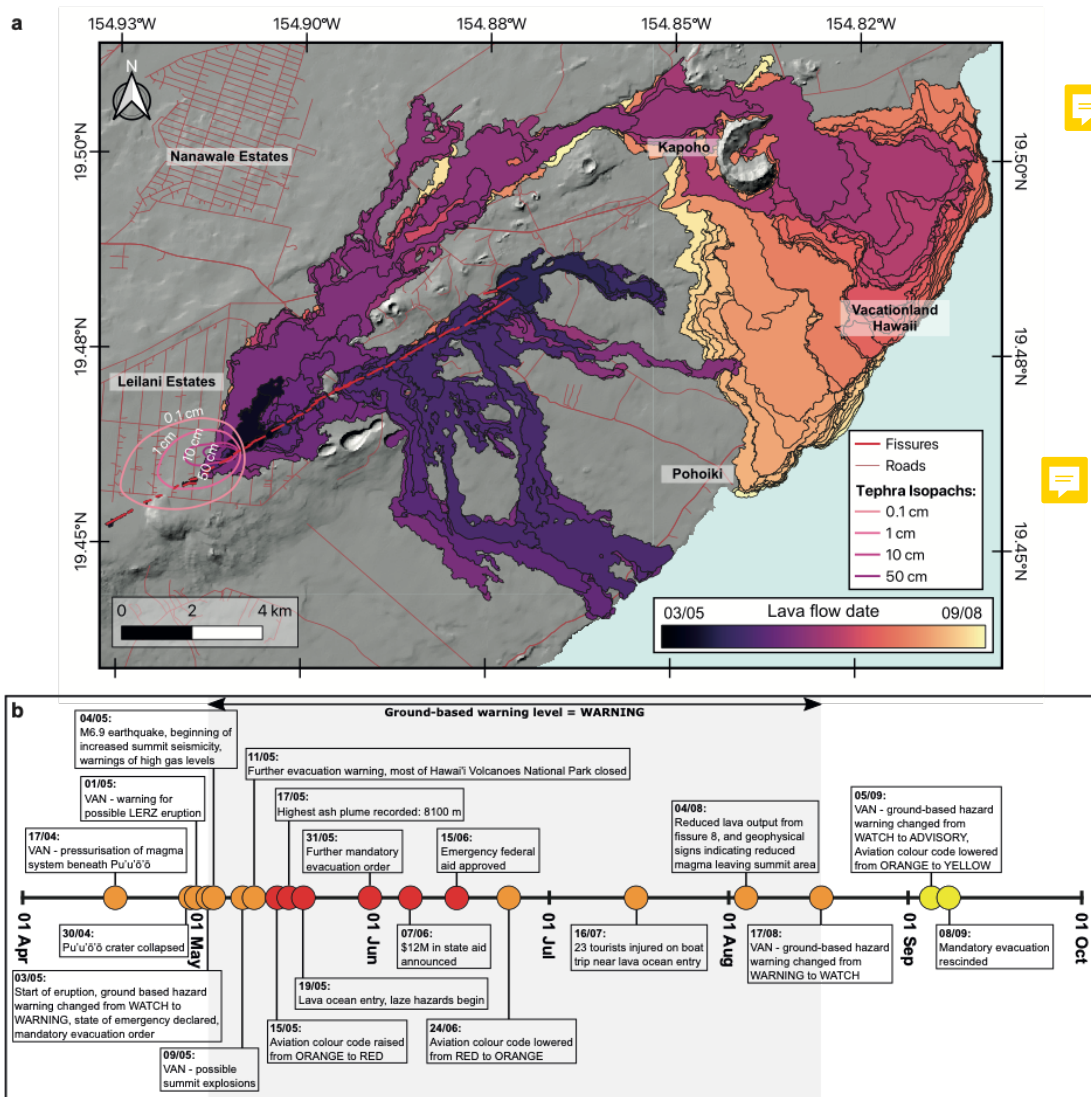 a
154.93°W 154.90°W 154.88°W 154.85°W 154.82°W
N
Nanawale Estates
Kapoho
19.50°N
19.50°N
Vacationland
Hawaii
19.48°N
19.48°N
Leilani Estates
0.1 cm
1 cm
10 cm
50 cm
Pohoiki
19.45°N
19.45°N
Fissures
Roads
Tephra Isopachs:
0.1 cm
1 cm
10 cm
50 cm
0 2 4 km
03/05 Lava flow date 09/08
b
Ground-based warning level = WARNING
04/05:
M6.9 earthquake, beginning of
increased summit seismicity,
warnings of high gas levels
11/05:
Further evacuation warning, most of Hawai'i Volcanoes National Park closed
01/05:
VAN - warning for
possible LERZ eruption
17/05:
Highest ash plume recorded: 8100 m
17/04:
VAN - pressurisation of magma
system beneath Pu'u'ō'ō
31/05:
Further mandatory
evacuation order
15/06:
Emergency federal
aid approved
04/08:
Reduced lava output from
fissure 8, and geophysical
signs indicating reduced
magma leaving summit area
05/09:
VAN - ground-based hazard
warning changed from
WATCH to ADVISORY,
Aviation colour code lowered
from ORANGE to YELLOW
01 Apr
01 May
01 Jun
01 Jul
01 Aug
01 Sep
01 Oct
30/04:
Pu'u'ō'ō crater collapsed
07/06:
$12M in state aid
announced
16/07:
23 tourists injured on boat
trip near lava ocean entry
17/08:
VAN - ground-based hazard
warning changed from
WARNING to WATCH
08/09:
Mandatory evacuation
rescinded
03/05:
Start of eruption, ground based hazard
warning changed from WATCH to
WARNING, state of emergency declared,
mandatory evacuation order
19/05:
Lava ocean entry, laze hazards begin
15/05:
Aviation colour code raised
from ORANGE to RED
24/06:
Aviation colour code lowered
from RED to ORANGE
09/05:
VAN - possible
summit explosions